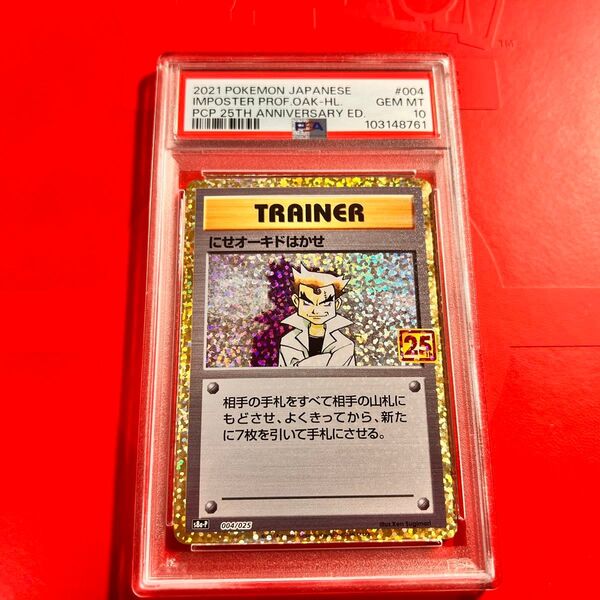 2021 POKEMON JAPANESE #004
IMPOSTER PROF.OAK-HL. GEM MT
PCP 25TH ANNIVERSARY ED. 10
PSA 103148761
TRAINER
にせオーキドはかせ
25
相手の手札をすべて相手の山札に
もどさせ、よくきってから、新た
に7枚を引いて手札にさせる。
s8a-P 004/025 Illus. Ken Sugimori
TM